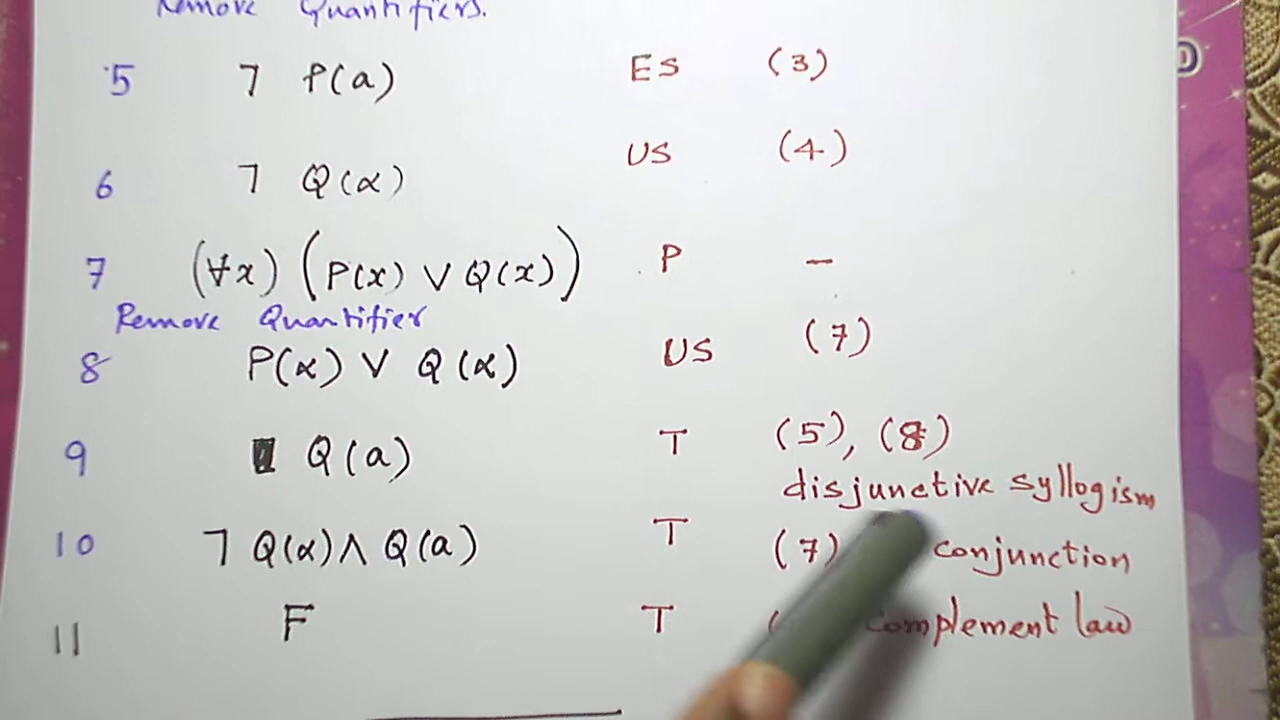 Remove Quantifiers.
5 ¬ P(a) ES (3)
6 ¬ Q(α) US (4)
7 (∀x) (P(x) ∨ Q(x)) P –
Remove Quantifier
8 P(α) ∨ Q(α) US (7)
9 Q(a) T (5), (8)
disjunctive syllogism
10 ¬ Q(α) ∧ Q(a) T (7) conjunction
11 F T complement law